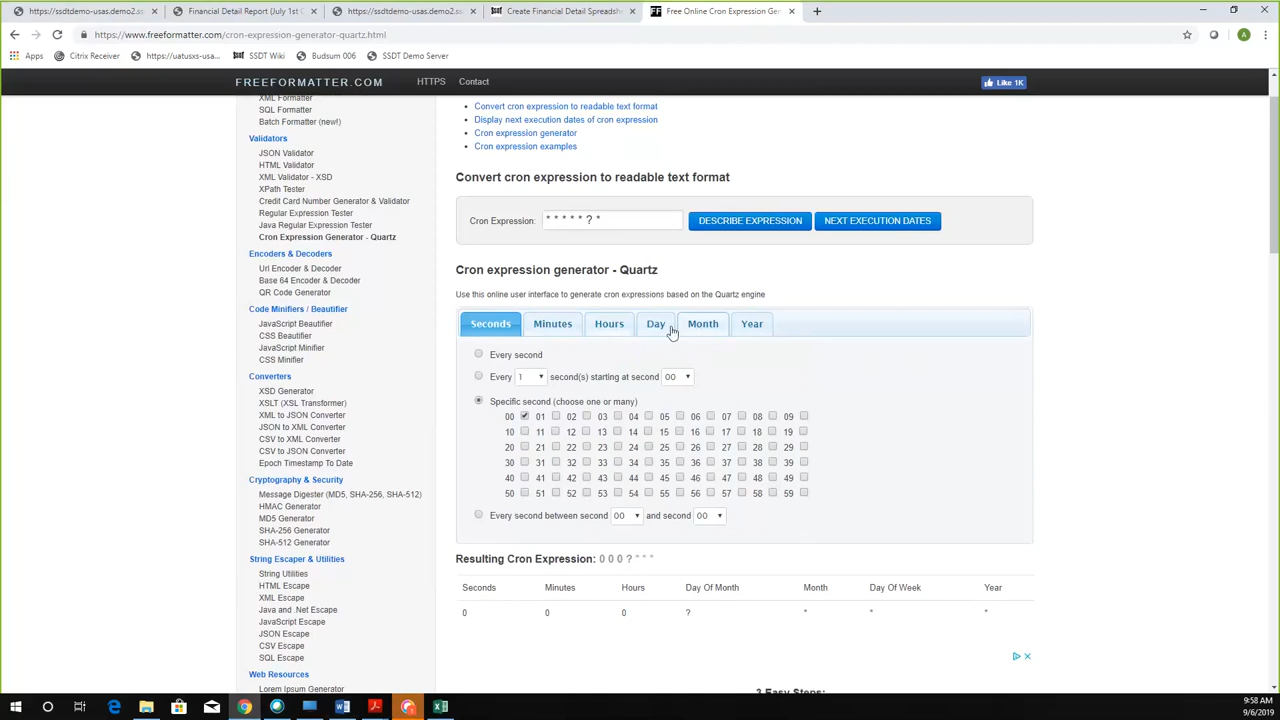 https://ssdtdemo-usas.demo2.ss
Financial Detail Report (July 1st C
https://ssdtdemo-usas.demo2.ss
Create Financial Detail Spreadshe
Free Online Cron Expression Gen
https://www.freeformatter.com/cron-expression-generator-quartz.html
Apps
Citrix Receiver
https://uatusxs-usa...
SSDT Wiki
Budsum 006
SSDT Demo Server
FREEFORMATTER.COM
HTTPS
Contact
Like 1K
XML Formatter
SQL Formatter
Batch Formatter (new!)
Validators
JSON Validator
HTML Validator
XML Validator - XSD
XPath Tester
Credit Card Number Generator & Validator
Regular Expression Tester
Java Regular Expression Tester
Cron Expression Generator - Quartz
Encoders & Decoders
Url Encoder & Decoder
Base 64 Encoder & Decoder
QR Code Generator
Code Minifiers / Beautifier
JavaScript Beautifier
CSS Beautifier
JavaScript Minifier
CSS Minifier
Converters
XSD Generator
XSLT (XSL Transformer)
XML to JSON Converter
JSON to XML Converter
CSV to XML Converter
CSV to JSON Converter
Epoch Timestamp To Date
Cryptography & Security
Message Digester (MD5, SHA-256, SHA-512)
HMAC Generator
MD5 Generator
SHA-256 Generator
SHA-512 Generator
String Escaper & Utilities
String Utilities
HTML Escape
XML Escape
Java and .Net Escape
JavaScript Escape
JSON Escape
CSV Escape
SQL Escape
Web Resources
Lorem Ipsum Generator
Convert cron expression to readable text format
Display next execution dates of cron expression
Cron expression generator
Cron expression examples
Convert cron expression to readable text format
Cron Expression: * * * * * ? * DESCRIBE EXPRESSION NEXT EXECUTION DATES
Cron expression generator - Quartz
Use this online user interface to generate cron expressions based on the Quartz engine
Seconds Minutes Hours Day Month Year
Every second
Every 1 second(s) starting at second 00
Specific second (choose one or many)
00 01 02 03 04 05 06 07 08 09
10 11 12 13 14 15 16 17 18 19
20 21 22 23 24 25 26 27 28 29
30 31 32 33 34 35 36 37 38 39
40 41 42 43 44 45 46 47 48 49
50 51 52 53 54 55 56 57 58 59
Every second between second 00 and second 00
Resulting Cron Expression: 0 0 0 ? * * *
Seconds Minutes Hours Day Of Month Month Day Of Week Year
0 0 0 ? * * *
3 Easy Steps:
9:58 AM
9/6/2019